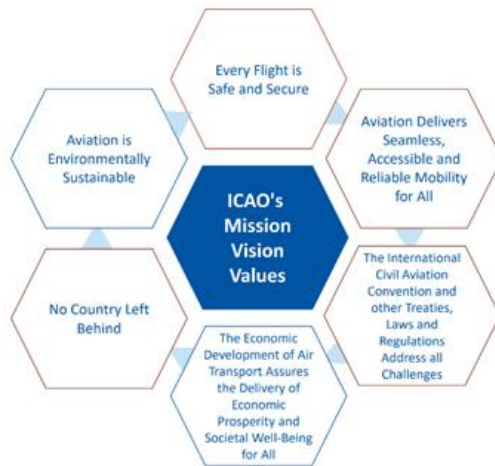 Every Flight is
Safe and Secure
Aviation Delivers
Seamless,
Accessible and
Reliable Mobility
for All
The International
Civil Aviation
Convention and
other Treaties,
Laws and
Regulations
Address all
Challenges
The Economic
Development of Air
Transport Assures
the Delivery of
Economic
Prosperity and
Societal Well-Being
for All
No Country Left
Behind
Aviation is
Environmentally
Sustainable
ICAO's
Mission
Vision
Values